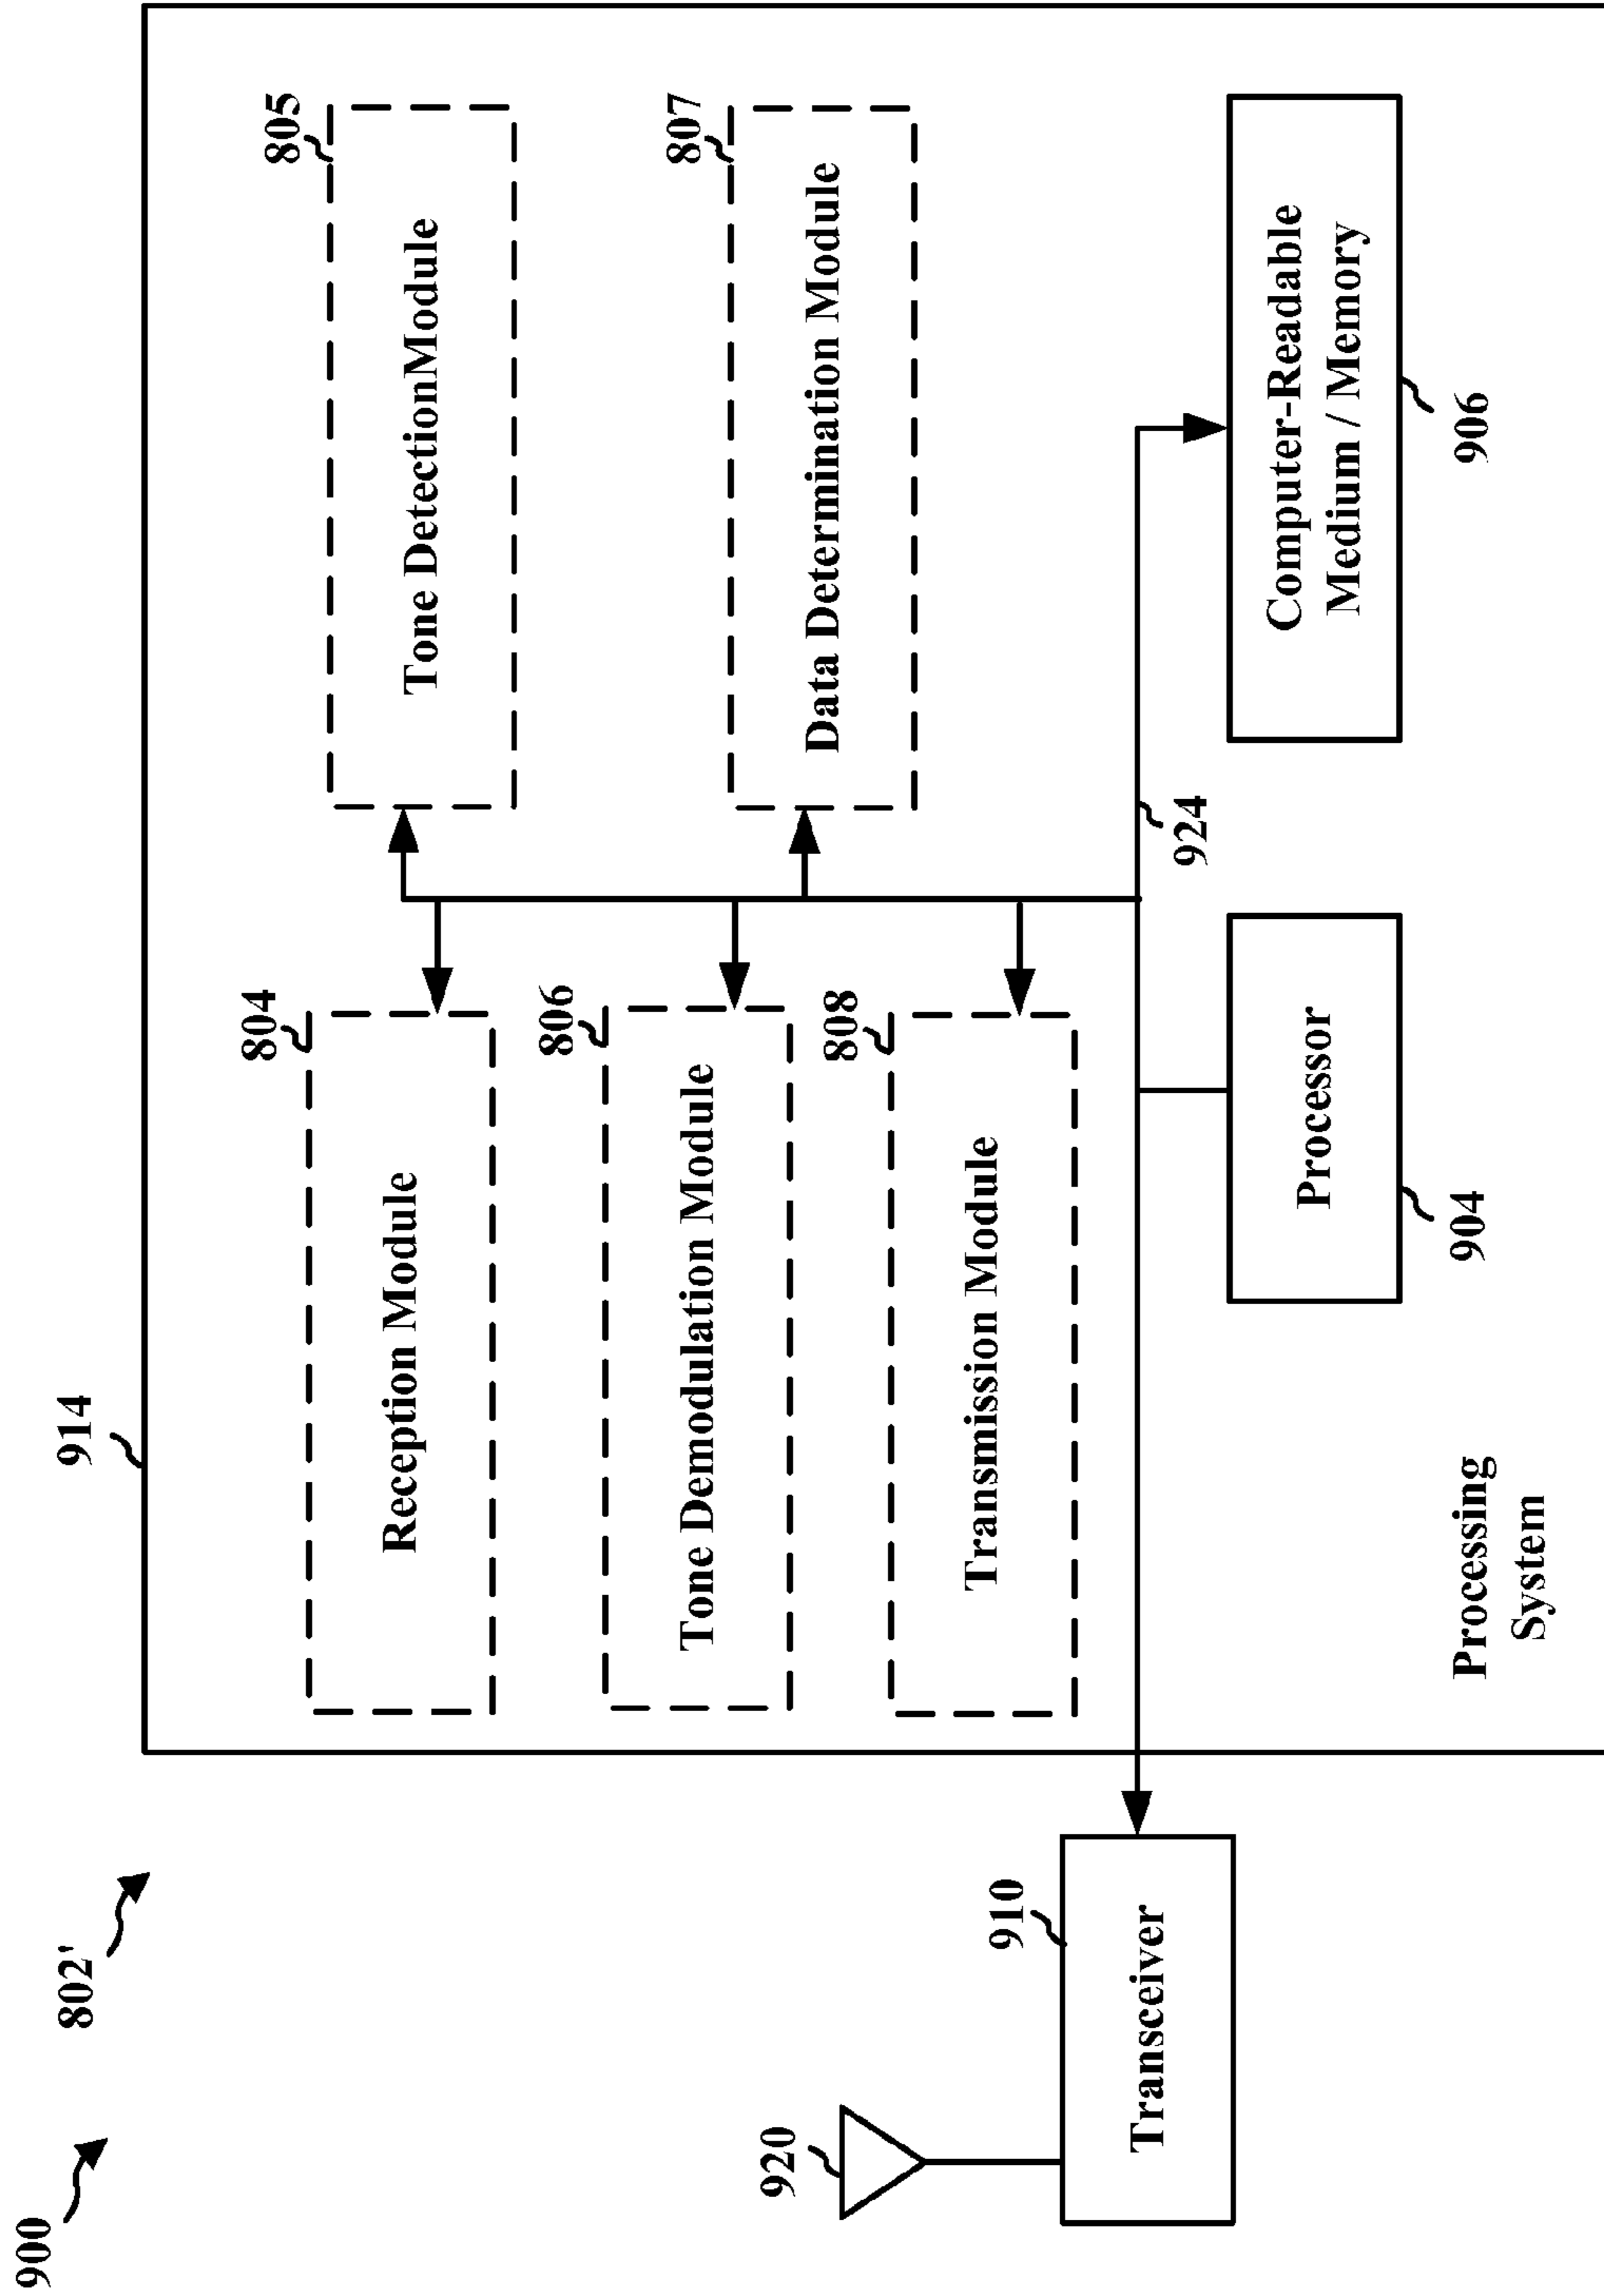 900
802'
914
804
Reception Module
805
Tone DetectionModule
806
Tone Demodulation Module
807
Data Determination Module
808
Transmission Module
920
910
Transceiver
924
Processor
904
Computer-Readable
Medium / Memory
906
Processing
System